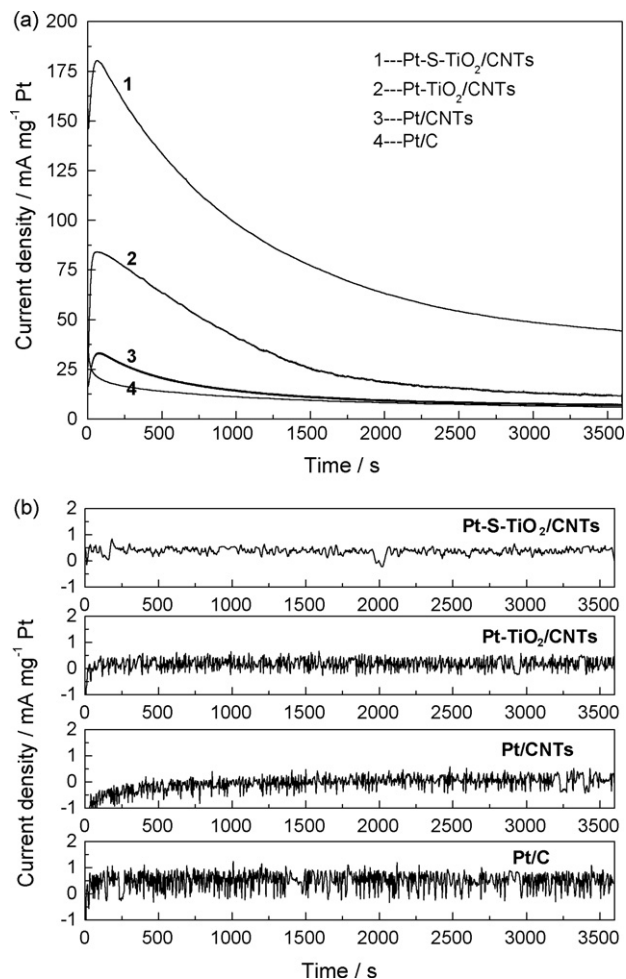 (a)
Current density / mA mg⁻¹ Pt
175
150
125
100
75
50
25
0
1---Pt-S-TiO₂/CNTs
2---Pt-TiO₂/CNTs
3---Pt/CNTs
4---Pt/C
1
2
3
4
0 500 1000 1500 2000 2500 3000 3500
Time / s
(b)
Current density / mA mg⁻¹ Pt
2
1
0
-1
Pt-S-TiO₂/CNTs
500 1000 1500 2000 2500 3000 3500
2
1
0
-1
Pt-TiO₂/CNTs
500 1000 1500 2000 2500 3000 3500
2
1
0
-1
Pt/CNTs
500 1000 1500 2000 2500 3000 3500
2
1
0
-1
Pt/C
0 500 1000 1500 2000 2500 3000 3500
Time / s